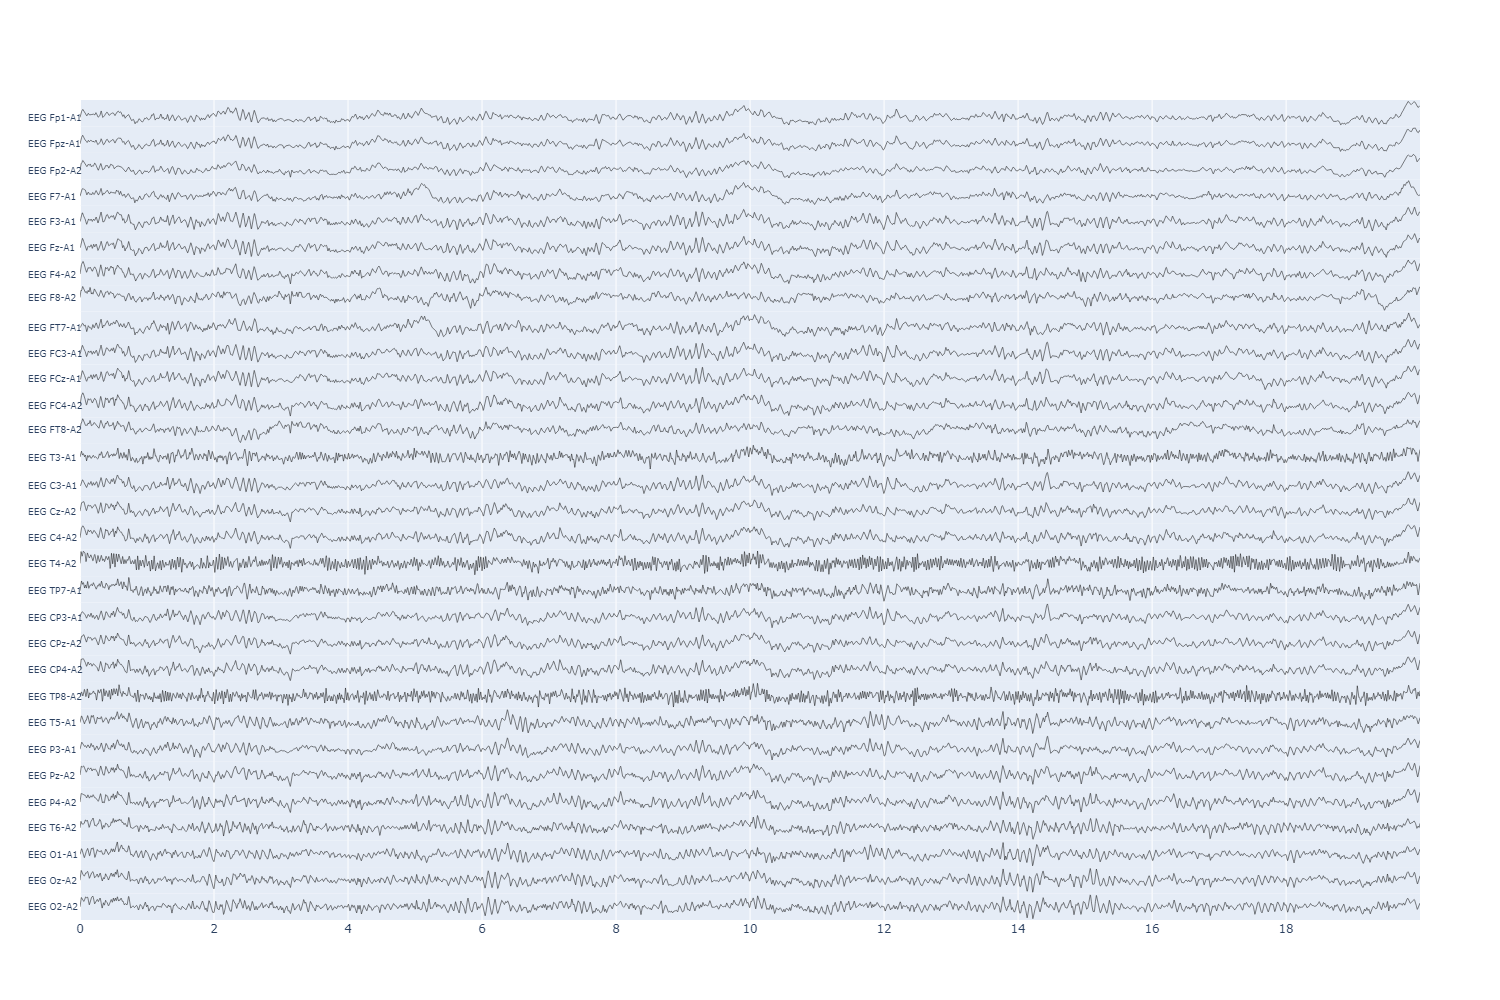 EEG Fp1-A1
EEG Fpz-A1
EEG Fp2-A2
EEG F7-A1
EEG F3-A1
EEG Fz-A1
EEG F4-A2
EEG F8-A2
EEG FT7-A1
EEG FC3-A1
EEG FCz-A1
EEG FC4-A2
EEG FT8-A2
EEG T3-A1
EEG C3-A1
EEG Cz-A2
EEG C4-A2
EEG T4-A2
EEG TP7-A1
EEG CP3-A1
EEG CPz-A2
EEG CP4-A2
EEG TP8-A2
EEG T5-A1
EEG P3-A1
EEG Pz-A2
EEG P4-A2
EEG T6-A2
EEG O1-A1
EEG Oz-A2
EEG O2-A2
0 2 4 6 8 10 12 14 16 18